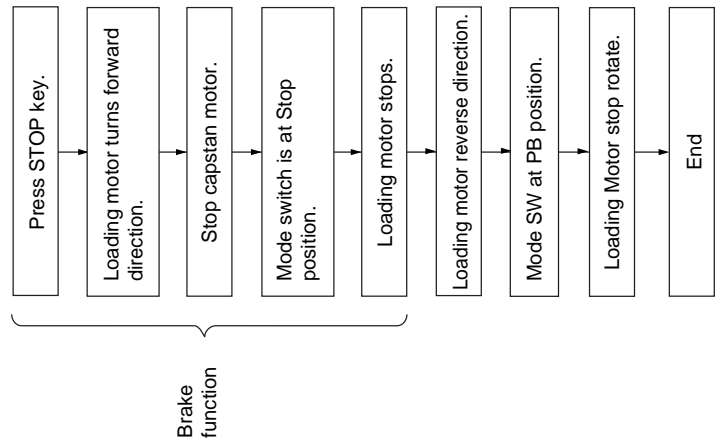 Press STOP key.
Loading motor turns forward
direction.
Stop capstan motor.
Mode switch is at Stop
position.
Loading motor stops.
Loading motor reverse direction.
Mode SW at PB position.
Loading Motor stop rotate.
End
Brake
function